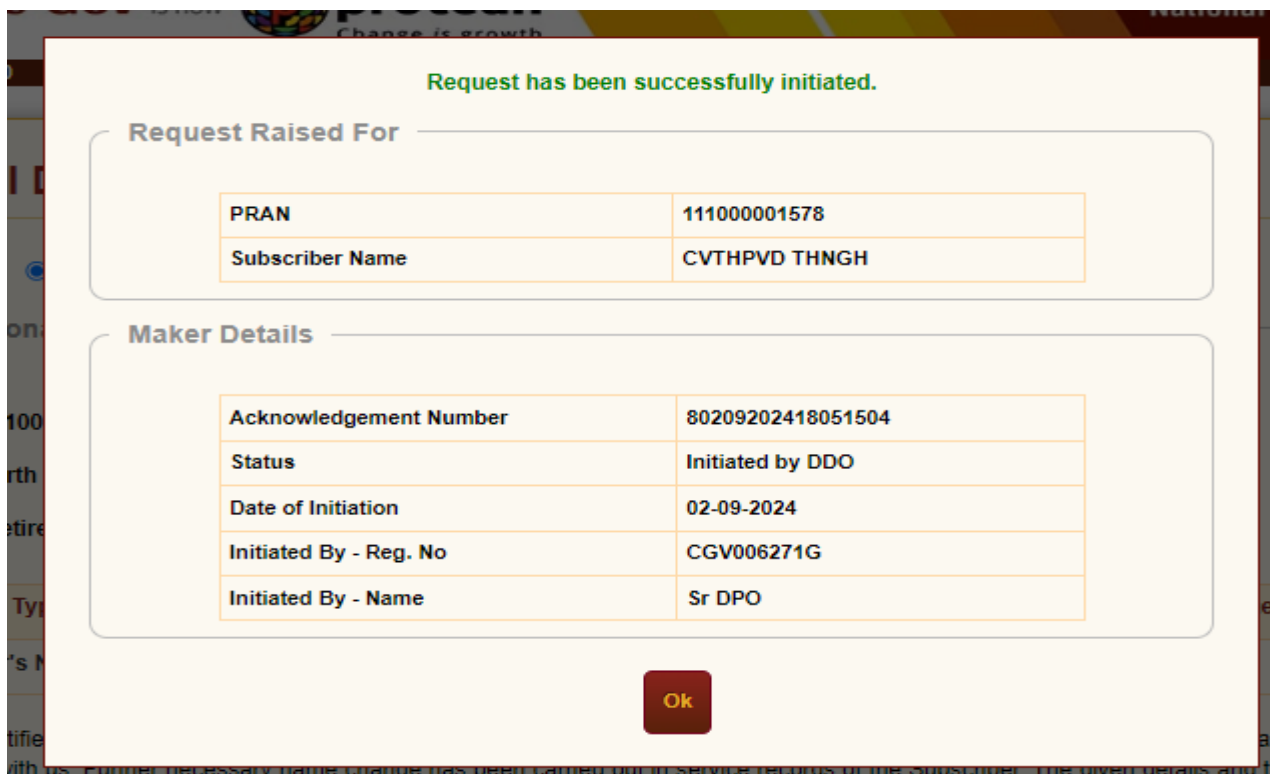 is now
Change is growth
Request has been successfully initiated.
Request Raised For
PRAN 111000001578
Subscriber Name CVTHPVD THNGH
Maker Details
Acknowledgement Number 80209202418051504
Status Initiated by DDO
Date of Initiation 02-09-2024
Initiated By - Reg. No CGV006271G
Initiated By - Name Sr DPO
Ok